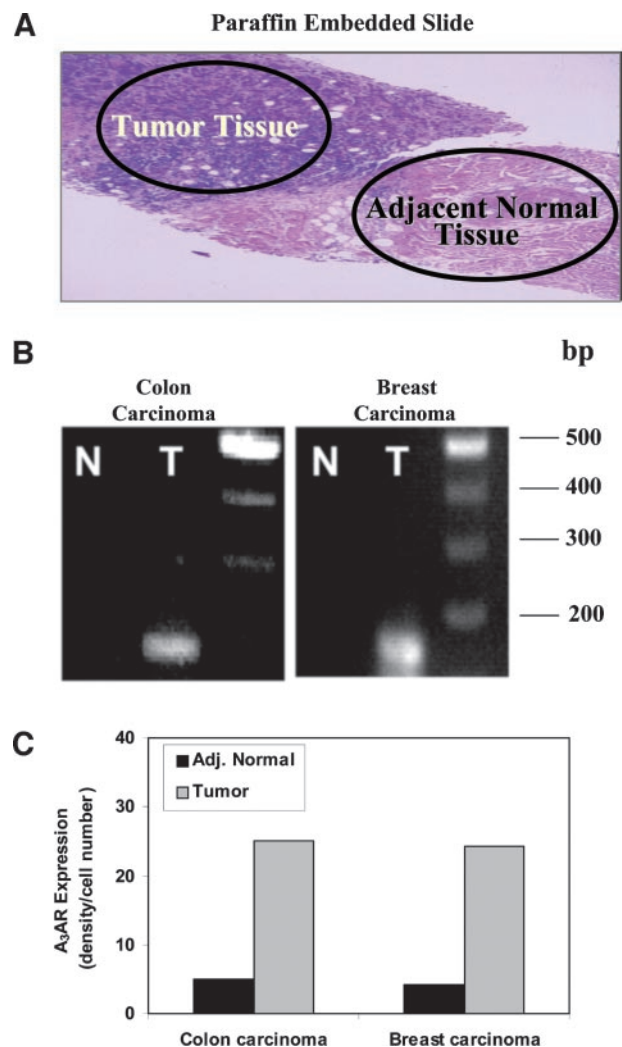 A
Paraffin Embedded Slide
Tumor Tissue
Adjacent Normal
Tissue
B
bp
Colon
Carcinoma
Breast
Carcinoma
N T
N T
500
400
300
200
C
40
30
20
10
0
A₃AR Expression
(density/cell number)
Adj. Normal
Tumor
Colon carcinoma
Breast carcinoma